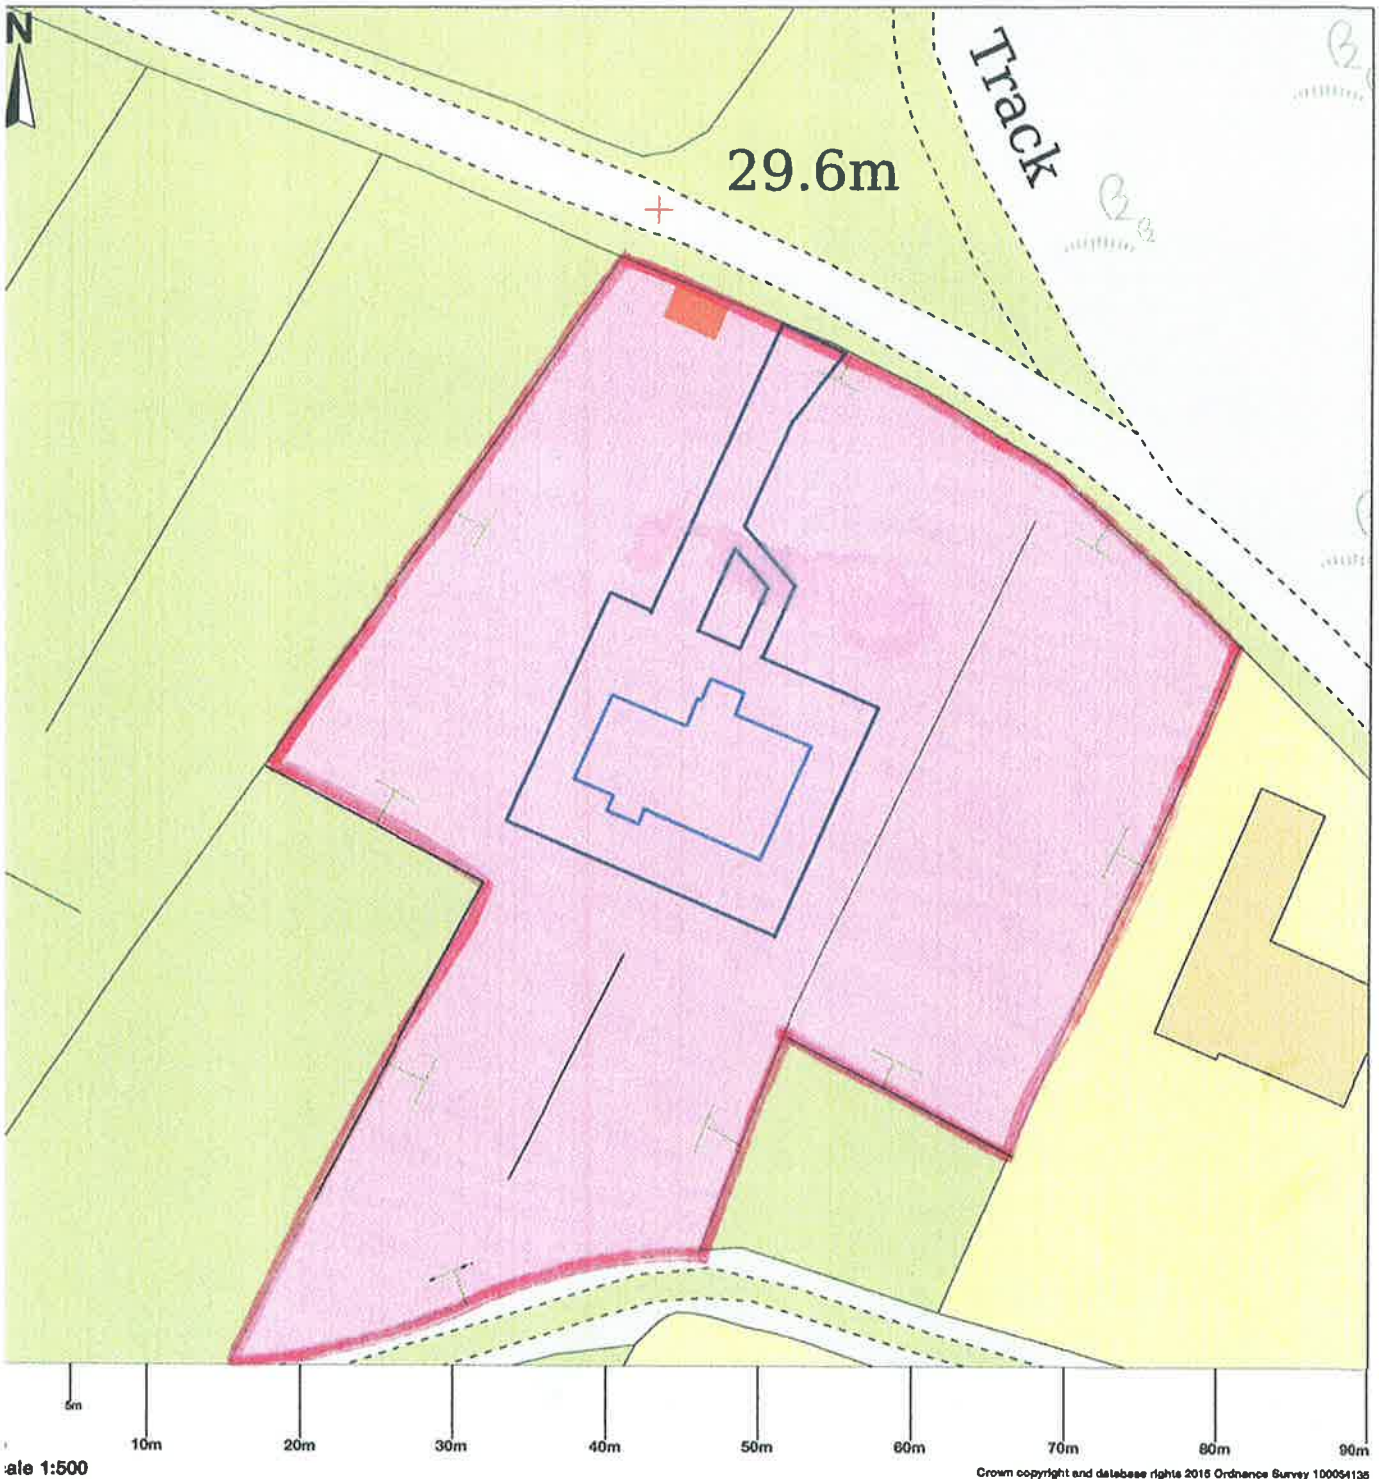 N
Track
29.6m
5m
10m 20m 30m 40m 50m 60m 70m 80m 90m
ale 1:500
Crown copyright and database rights 2015 Ordnance Survey 100054135